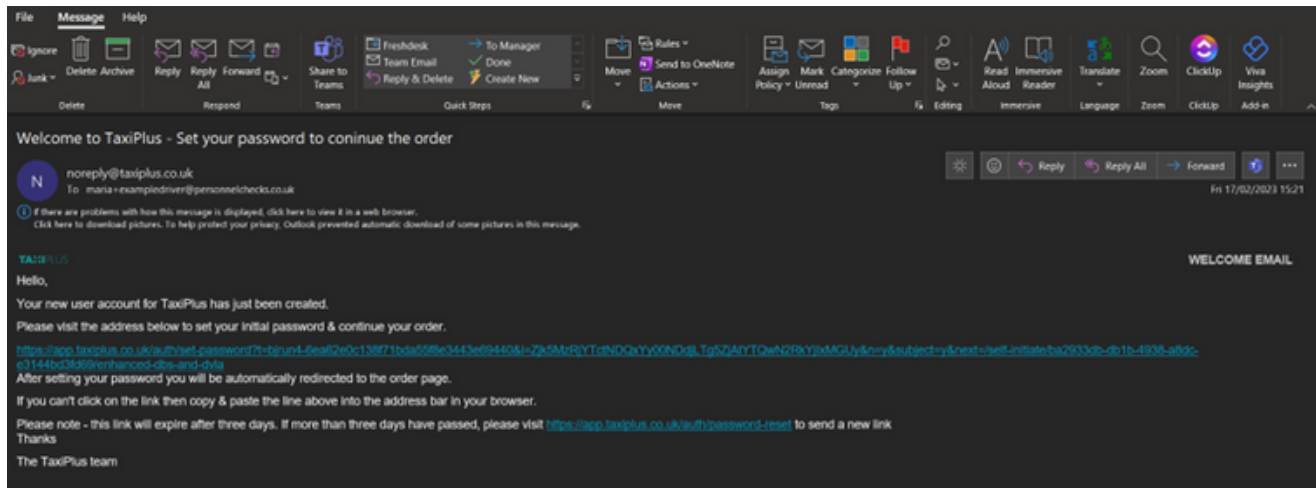 File Message Help
Ignore
Junk
Delete Archive
Reply Reply All Forward
Share to Teams
Freshdesk To Manager
Team Email Done
Reply & Delete Create New
Move
Rules
Send to OneNote
Actions
Assign Policy Mark Unread Categorize Follow Up
Read Aloud Immersive Reader
Translate
Zoom
ClickUp
Viva Insights
Delete Respond Teams Quick Steps Move Tags Editing Immersive Language Zoom ClickUp Add-in
Welcome to TaxiPlus - Set your password to coninue the order
N
noreply@taxiplus.co.uk
To maria+exampledriver@personnelchecks.co.uk
Reply Reply All Forward
Fri 17/02/2023 15:21
If there are problems with how this message is displayed, click here to view it in a web browser.
Click here to download pictures. To help protect your privacy, Outlook prevented automatic download of some pictures in this message.
TAXIPLUS
WELCOME EMAIL
Hello,
Your new user account for TaxiPlus has just been created.
Please visit the address below to set your initial password & continue your order.
e3144bd3fd69/enhanced-dbs-and-dvla
After setting your password you will be automatically redirected to the order page.
If you can't click on the link then copy & paste the line above into the address bar in your browser.
Please note - this link will expire after three days. If more than three days have passed, please visit https://app.taxiplus.co.uk/auth/password-reset to send a new link
Thanks
The TaxiPlus team